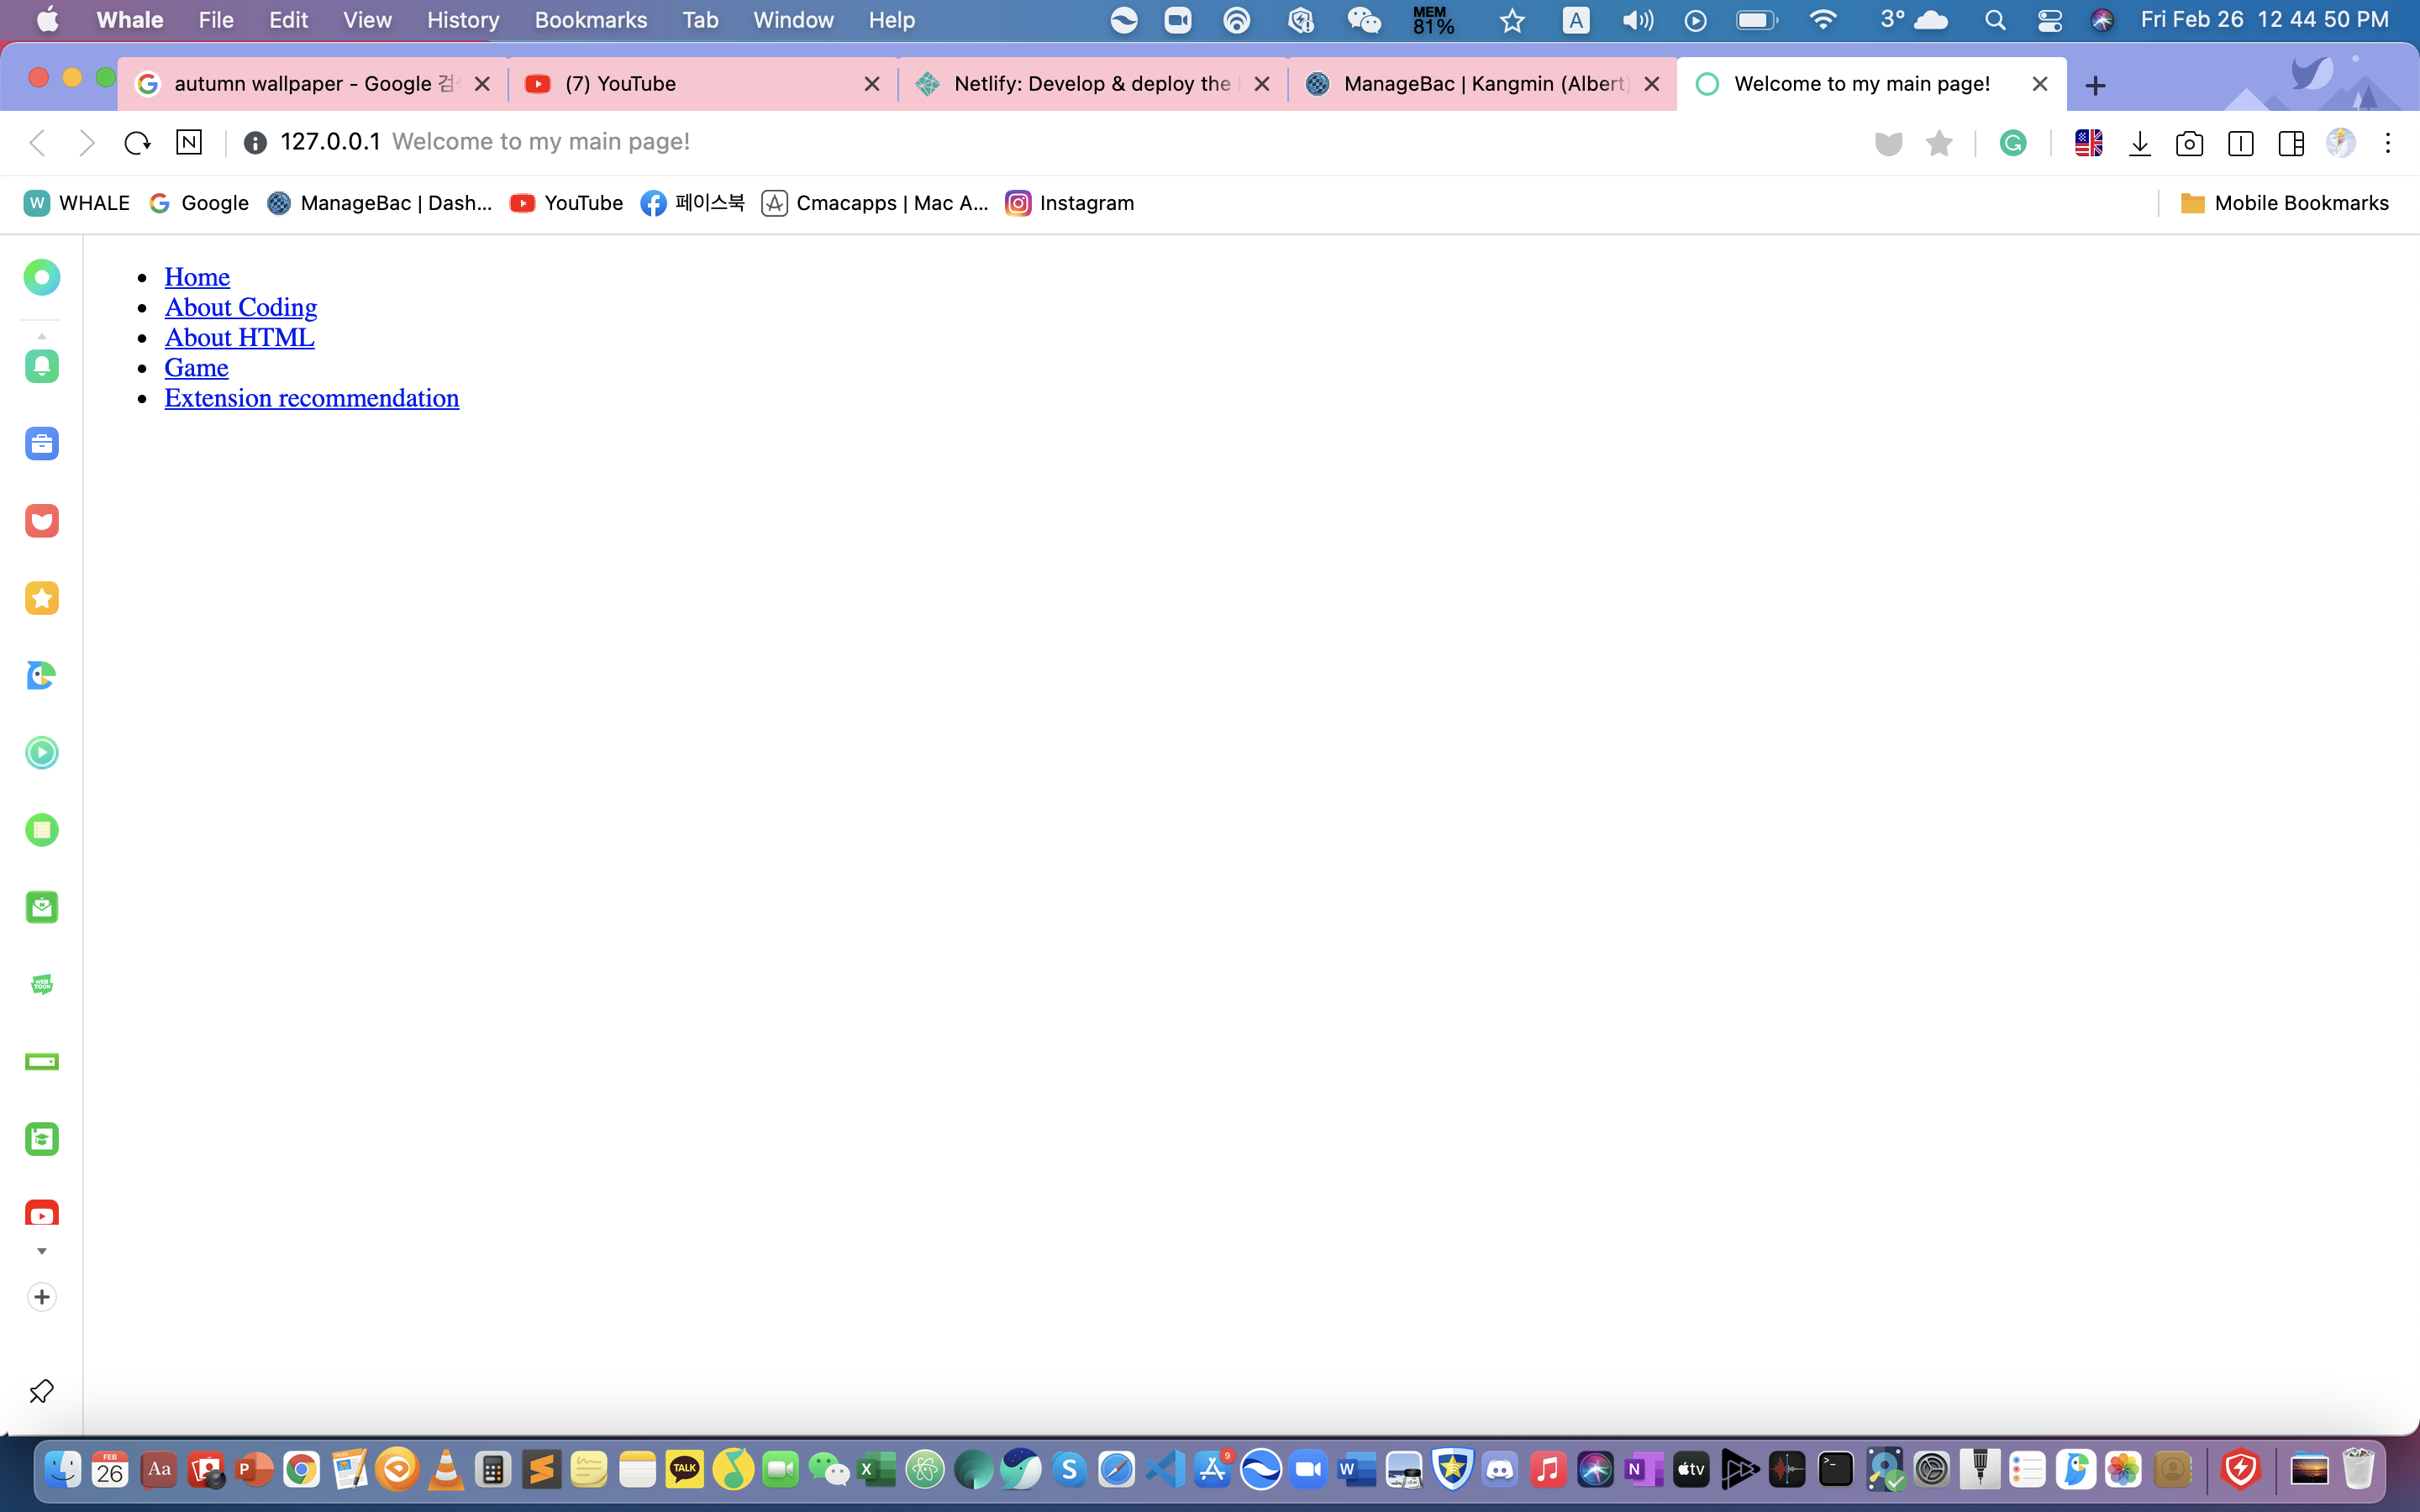 Whale File Edit View History Bookmarks Tab Window Help MEM 81% A 3° Fri Feb 26 12 44 50 PM
autumn wallpaper - Google (7) YouTube Netlify: Develop & deploy the ManageBac | Kangmin (Albert) Welcome to my main page!
N 127.0.0.1 Welcome to my main page!
W WHALE Google ManageBac | Dash... YouTube 페이스북 Cmacapps | Mac A... Instagram Mobile Bookmarks
Home
About Coding
About HTML
Game
Extension recommendation
WEB TOON
FEB 26 Aa P TALK X S 9 W N tv